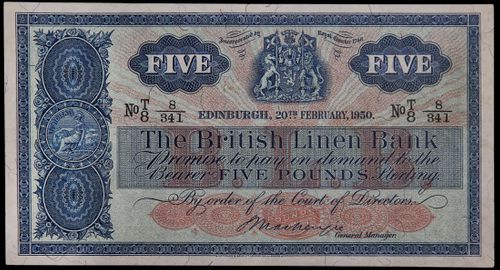 Incorporated by Royal Charter 1746
FIVE FIVE
No T/8 8/341 No T/8 8/341
EDINBURGH, 20TH FEBRUARY, 1950.
The British Linen Bank
Promise to pay on demand to the
Bearer FIVE POUNDS Sterling.
By order of the Court of Directors.
General Manager.